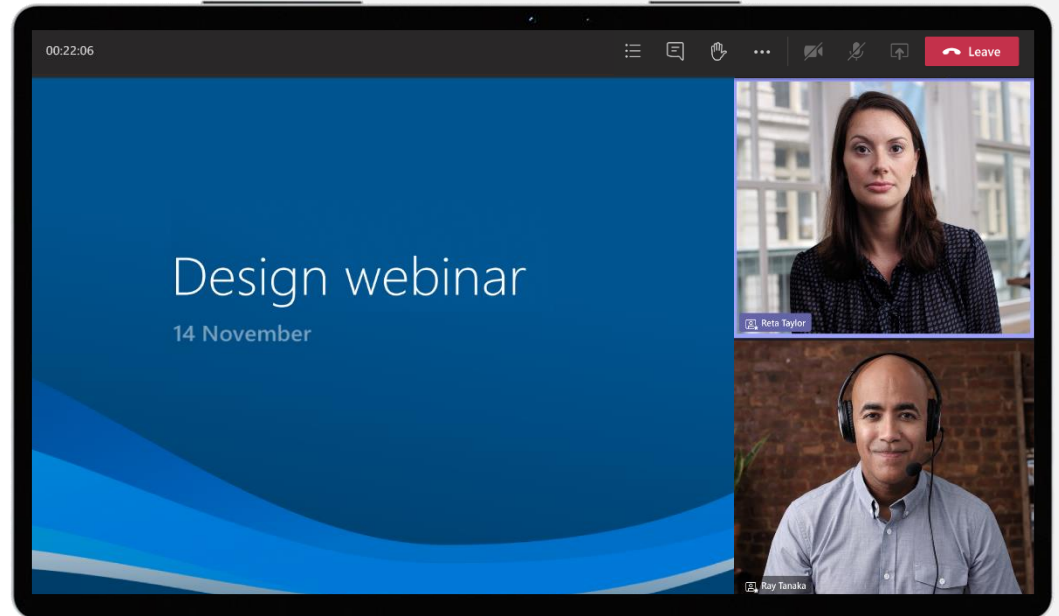 00:22:06
Leave
Design webinar
14 November
Reta Taylor
Ray Tanaka